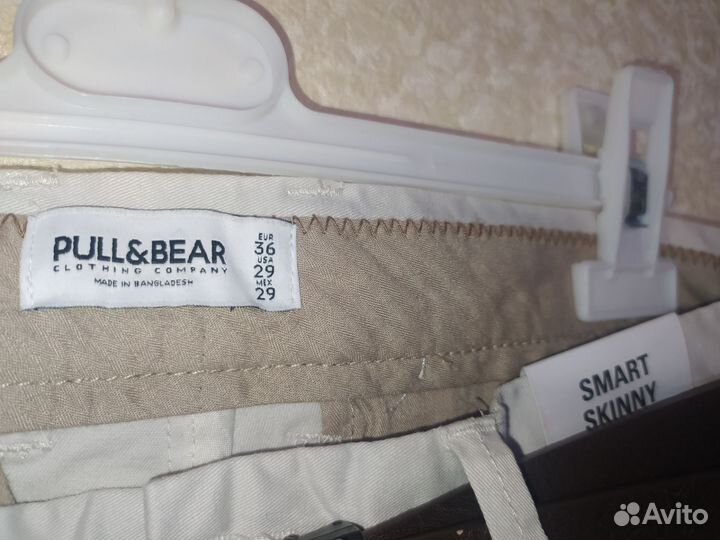 PULL&BEAR
CLOTHING COMPANY
MADE IN BANGLADESH
EUR
36
USA
29
MEX
29
SMART
SKINNY
Avito